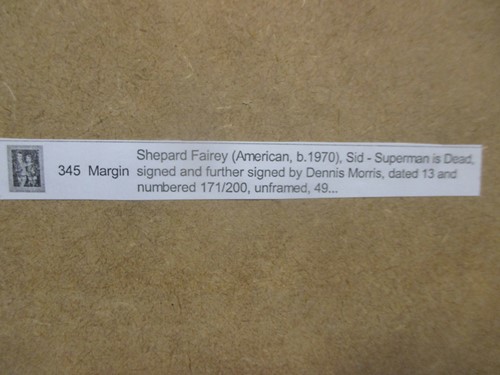 Shepard Fairey (American, b.1970), Sid - Superman is Dead,
345 Margin signed and further signed by Dennis Morris, dated 13 and
numbered 171/200, unframed, 49...